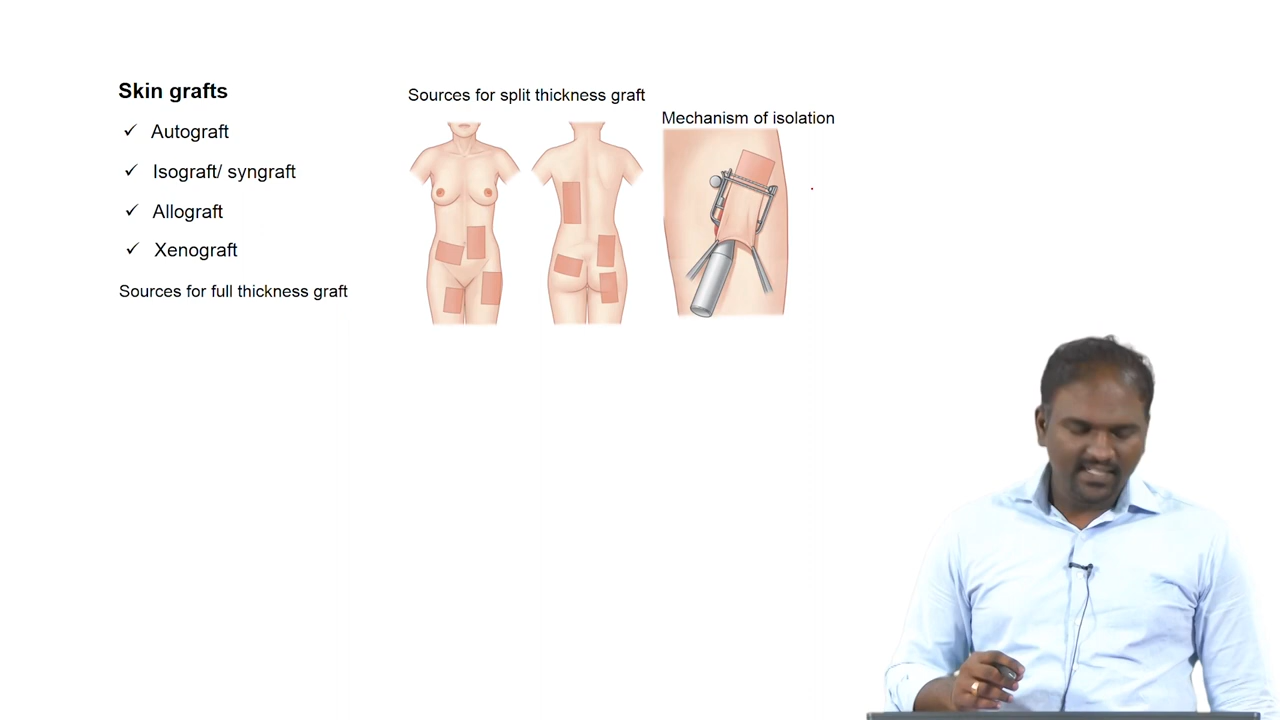 Skin grafts
✓ Autograft
✓ Isograft/ syngraft
✓ Allograft
✓ Xenograft
Sources for full thickness graft
Sources for split thickness graft
Mechanism of isolation